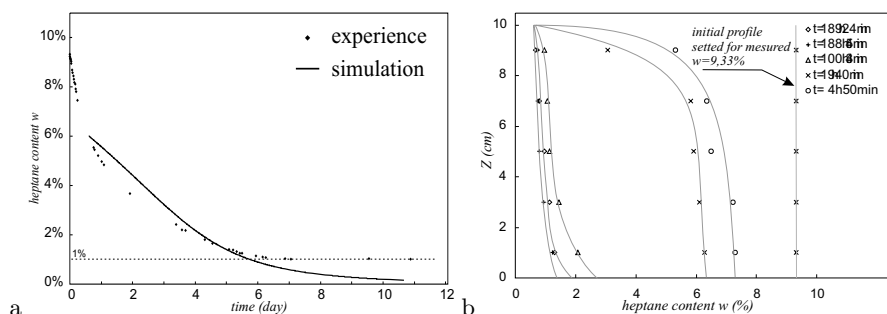 a
heptane content w
10%
8%
6%
4%
2%
0%
1%
experience
simulation
0
2
4
6
8
10
12
time (day)
b
Z (cm)
10
8
6
4
2
0
initial profile
setted for mesured
w=9,33%
t= 4h50min
0
2
4
6
8
10
heptane content w (%)